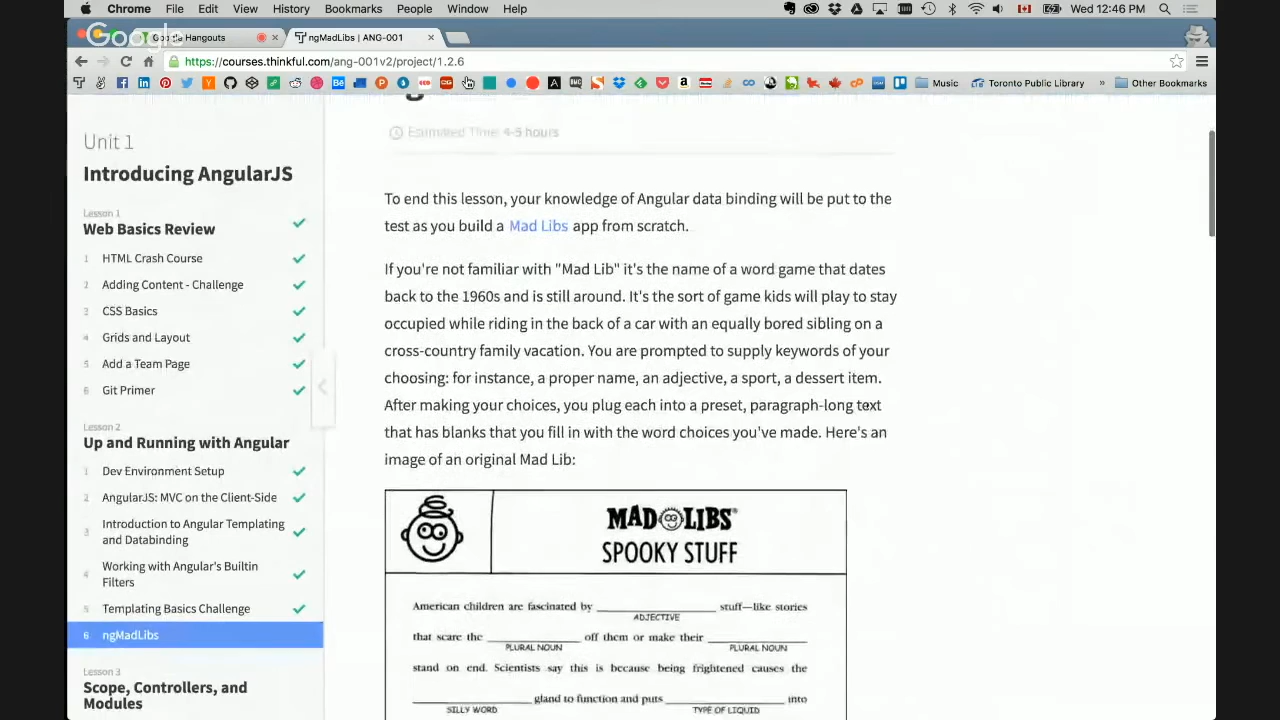 Chrome File Edit View History Bookmarks People Window Help Wed 12:46 PM
Google
Google Hangouts ngMadLibs | ANG-001
https://courses.thinkful.com/ang-001v2/project/1.2.6
Music Toronto Public Library » Other Bookmarks
Unit 1
Introducing AngularJS
Lesson 1
Web Basics Review
1 HTML Crash Course
2 Adding Content - Challenge
3 CSS Basics
4 Grids and Layout
5 Add a Team Page
6 Git Primer
Lesson 2
Up and Running with Angular
1 Dev Environment Setup
2 AngularJS: MVC on the Client-Side
3 Introduction to Angular Templating
and Databinding
4 Working with Angular's Builtin
Filters
5 Templating Basics Challenge
6 ngMadLibs
Lesson 3
Scope, Controllers, and
Modules
Estimated Time: 4-5 hours
To end this lesson, your knowledge of Angular data binding will be put to the
test as you build a Mad Libs app from scratch.
If you're not familiar with "Mad Lib" it's the name of a word game that dates
back to the 1960s and is still around. It's the sort of game kids will play to stay
occupied while riding in the back of a car with an equally bored sibling on a
cross-country family vacation. You are prompted to supply keywords of your
choosing: for instance, a proper name, an adjective, a sport, a dessert item.
After making your choices, you plug each into a preset, paragraph-long text
that has blanks that you fill in with the word choices you've made. Here's an
image of an original Mad Lib:
MAD LIBS®
SPOOKY STUFF
American children are fascinated by ____ stuff—like stories
ADJECTIVE
that scare the ____ off them or make their ____
PLURAL NOUN PLURAL NOUN
stand on end. Scientists say this is because being frightened causes the
____ gland to function and puts ____ into
SILLY WORD TYPE OF LIQUID